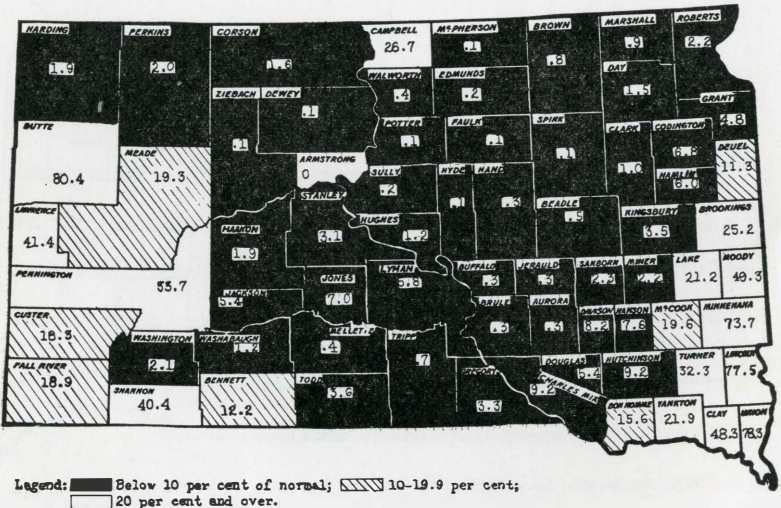 HARDING
1.9
PERKINS
2.0
CORSON
1.6
CAMPBELL
26.7
McPHERSON
.1
BROWN
.8
MARSHALL
.9
ROBERTS
2.2
WALWORTH
.4
EDMUNDS
.2
DAY
1.5
GRANT
4.8
ZIEBACH
.1
DEWEY
.1
BUTTE
80.4
MEADE
19.3
ARMSTRONG
0
POTTER
.1
FAULK
.1
SPINK
.1
CLARK
1.0
CODINGTON
6.8
HAMLIN
6.0
DEUEL
11.3
SULLY
.2
HYDE
.1
HAND
.3
BEADLE
.5
KINGSBURY
3.5
BROOKINGS
25.2
LAWRENCE
41.4
STANLEY
3.1
HUGHES
1.2
HAAKON
1.9
PENNINGTON
55.7
JACKSON
5.4
JONES
7.0
LYMAN
5.8
BUFFALO
.3
JERAULD
.3
SANBORN
2.3
MINER
2.2
LAKE
21.2
MOODY
49.3
BRULE
.3
AURORA
.3
DAVISON
8.2
HANSON
7.6
McCOOK
19.6
MINNEHAHA
73.7
CUSTER
18.3
WASHINGTON
2.1
WASHABAUGH
1.2
MELLETTE
.4
TRIPP
.7
FALL RIVER
18.9
SHANNON
40.4
BENNETT
12.2
TODD
3.6
GREGORY
3.3
CHARLES MIX
9.2
DOUGLAS
5.4
HUTCHINSON
9.2
TURNER
32.3
LINCOLN
77.5
BON HOMME
15.6
YANKTON
21.9
CLAY
48.3
UNION
78.3
Legend: Below 10 per cent of normal; 10-19.9 per cent;
20 per cent and over.